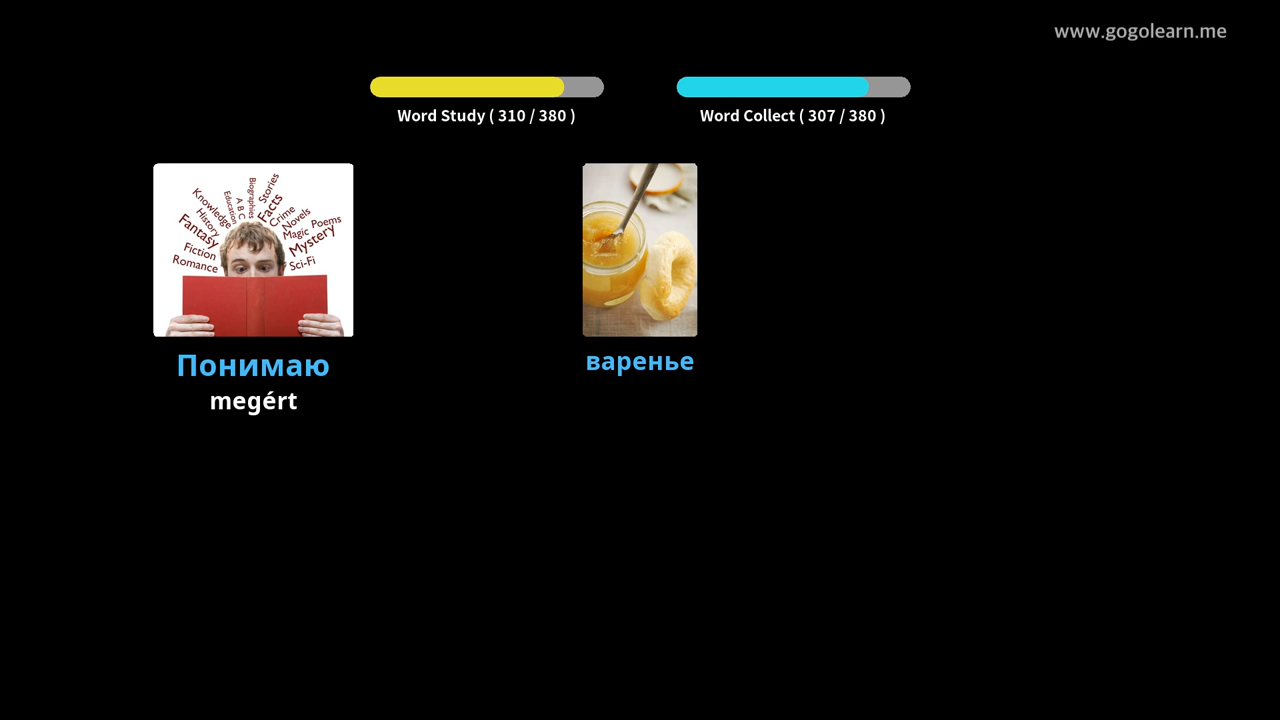 www.gogolearn.me
Word Study ( 310 / 380 )
Word Collect ( 307 / 380 )
Stories
Biographies
Facts
A B C
Education
Knowledge
Crime
Novels
History
Poems
Magic
Fantasy
Mystery
Fiction
Sci-Fi
Romance
Понимаю
megért
варенье